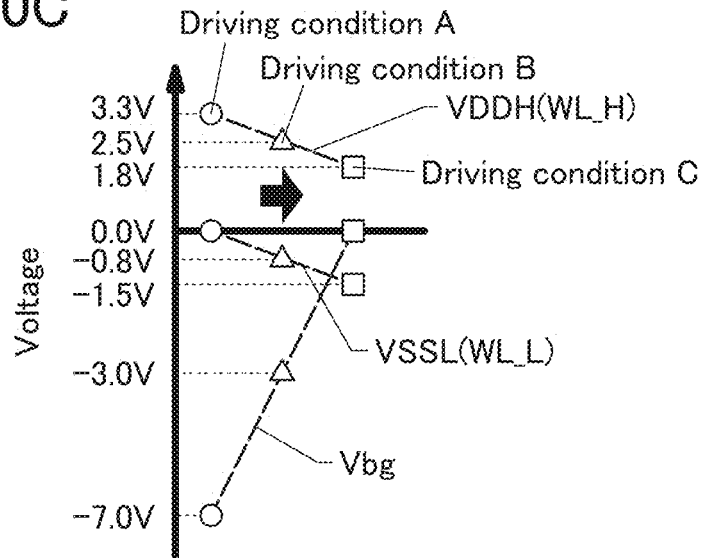 0C
Driving condition A
Driving condition B
3.3V
VDDH(WL_H)
2.5V
1.8V
Driving condition C
0.0V
−0.8V
−1.5V
Voltage
VSSL(WL_L)
−3.0V
Vbg
−7.0V